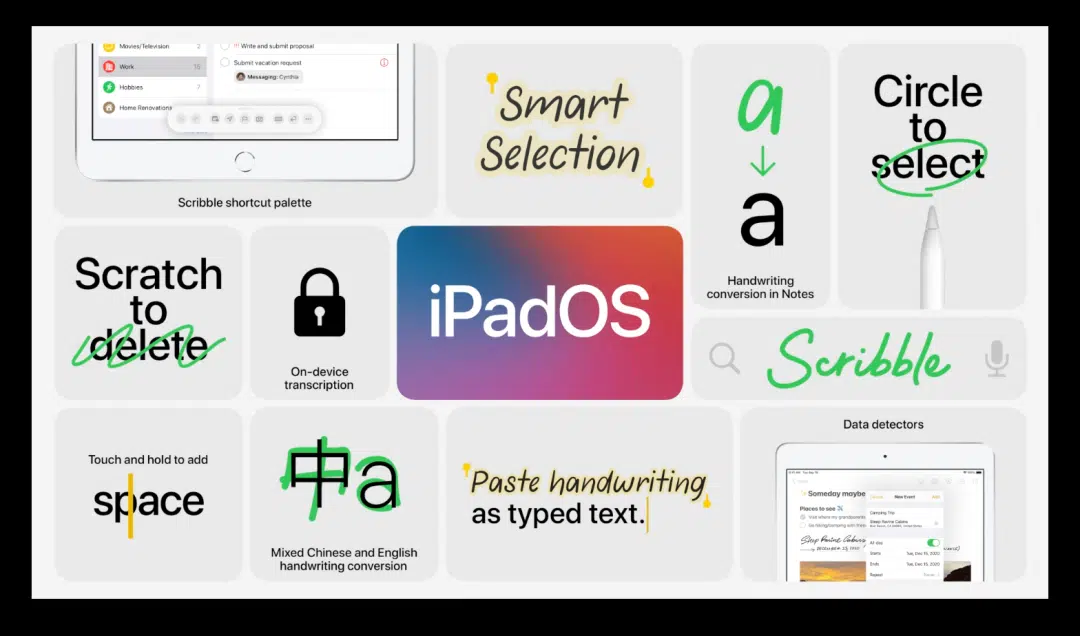 Movies/Television 2
Work 15
Hobbies 7
Home Renovations
!!! Write and submit proposal
Submit vacation request
Messaging: Cynthia
Scribble shortcut palette
Smart
Selection
a
a
Handwriting
conversion in Notes
Circle
to
select
Scratch
to
delete
On-device
transcription
iPadOS
Scribble
Touch and hold to add
space
中a
Mixed Chinese and English
handwriting conversion
Paste handwriting
as typed text.
Data detectors
Someday maybe
Places to see
Cancel New Event Add
Camping Trip
Sleep Ravine Cabins
All-day
Starts Tue, Dec 15, 2020
Ends Tue, Dec 15, 2020
Repeat Never